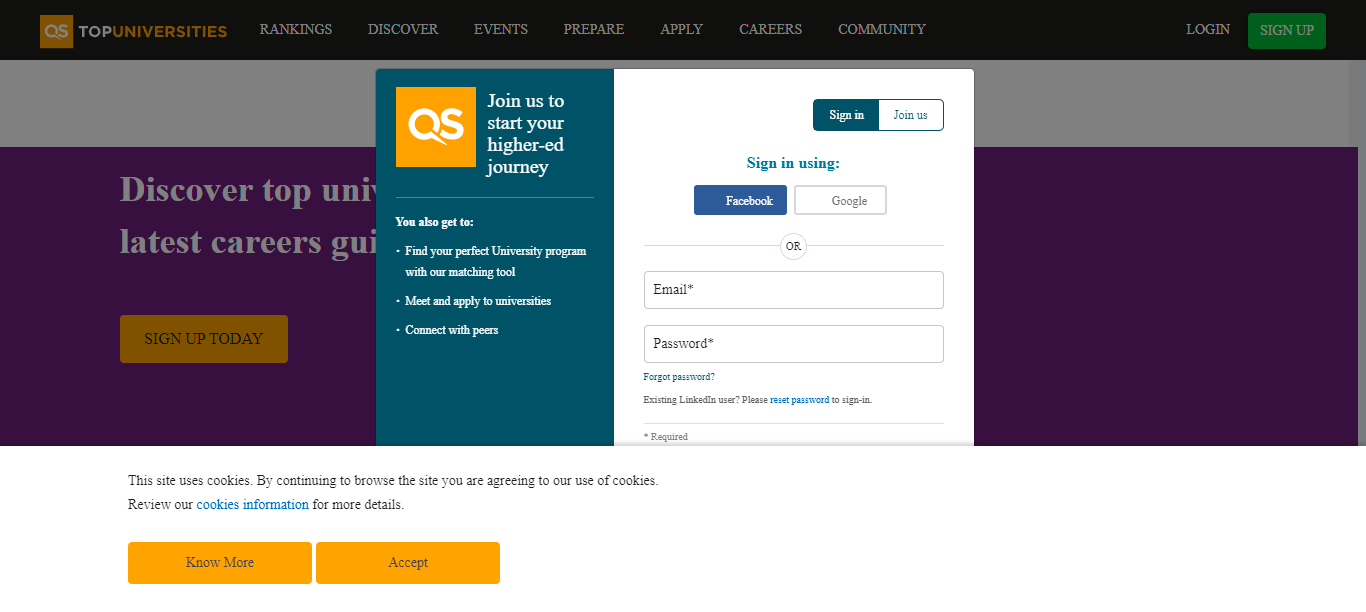 QS TOPUNIVERSITIES RANKINGS DISCOVER EVENTS PREPARE APPLY CAREERS COMMUNITY LOGIN SIGN UP
Discover top
latest careers
SIGN UP TODAY
QS
Join us to
start your
higher-ed
journey
You also get to:
· Find your perfect University program
with our matching tool
· Meet and apply to universities
· Connect with peers
Sign in Join us
Sign in using:
Facebook Google
OR
Email*
Password*
Forgot password?
Existing LinkedIn user? Please reset password to sign-in.
* Required
This site uses cookies. By continuing to browse the site you are agreeing to our use of cookies.
Review our cookies information for more details.
Know More Accept